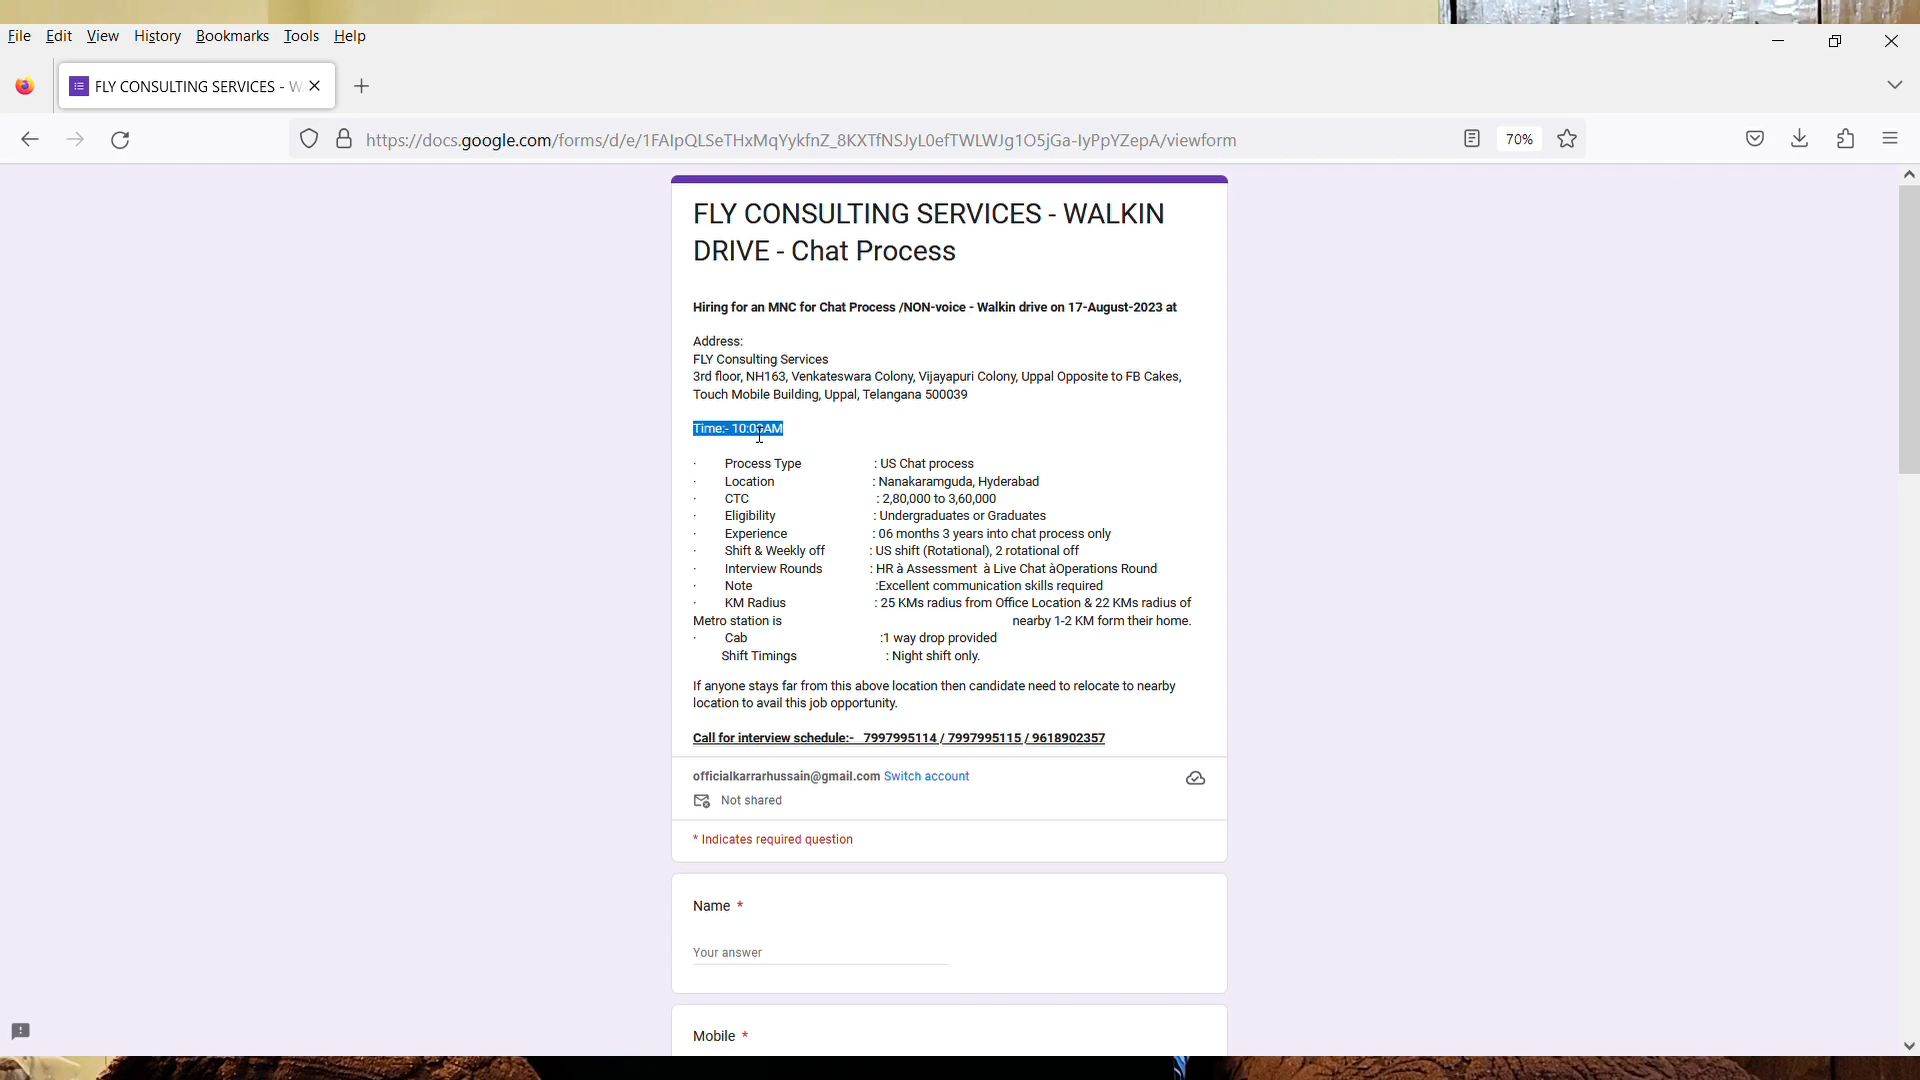 File Edit View History Bookmarks Tools Help
FLY CONSULTING SERVICES - W
https://docs.google.com/forms/d/e/1FAIpQLSeTHxMqYykfnZ_8KXTfNSJyL0efTWLWJg1O5jGa-IyPpYZepA/viewform 70%
FLY CONSULTING SERVICES - WALKIN
DRIVE - Chat Process
Hiring for an MNC for Chat Process /NON-voice - Walkin drive on 17-August-2023 at
Address:
FLY Consulting Services
3rd floor, NH163, Venkateswara Colony, Vijayapuri Colony, Uppal Opposite to FB Cakes,
Touch Mobile Building, Uppal, Telangana 500039
Time:- 10:00AM
· Process Type : US Chat process
· Location : Nanakaramguda, Hyderabad
· CTC : 2,80,000 to 3,60,000
· Eligibility : Undergraduates or Graduates
· Experience : 06 months 3 years into chat process only
· Shift & Weekly off : US shift (Rotational), 2 rotational off
· Interview Rounds : HR à Assessment à Live Chat àOperations Round
· Note :Excellent communication skills required
· KM Radius : 25 KMs radius from Office Location & 22 KMs radius of
Metro station is nearby 1-2 KM form their home.
· Cab :1 way drop provided
Shift Timings : Night shift only.
If anyone stays far from this above location then candidate need to relocate to nearby
location to avail this job opportunity.
Call for interview schedule:- 7997995114 / 7997995115 / 9618902357
officialkarrarhussain@gmail.com Switch account
Not shared
* Indicates required question
Name *
Your answer
Mobile *